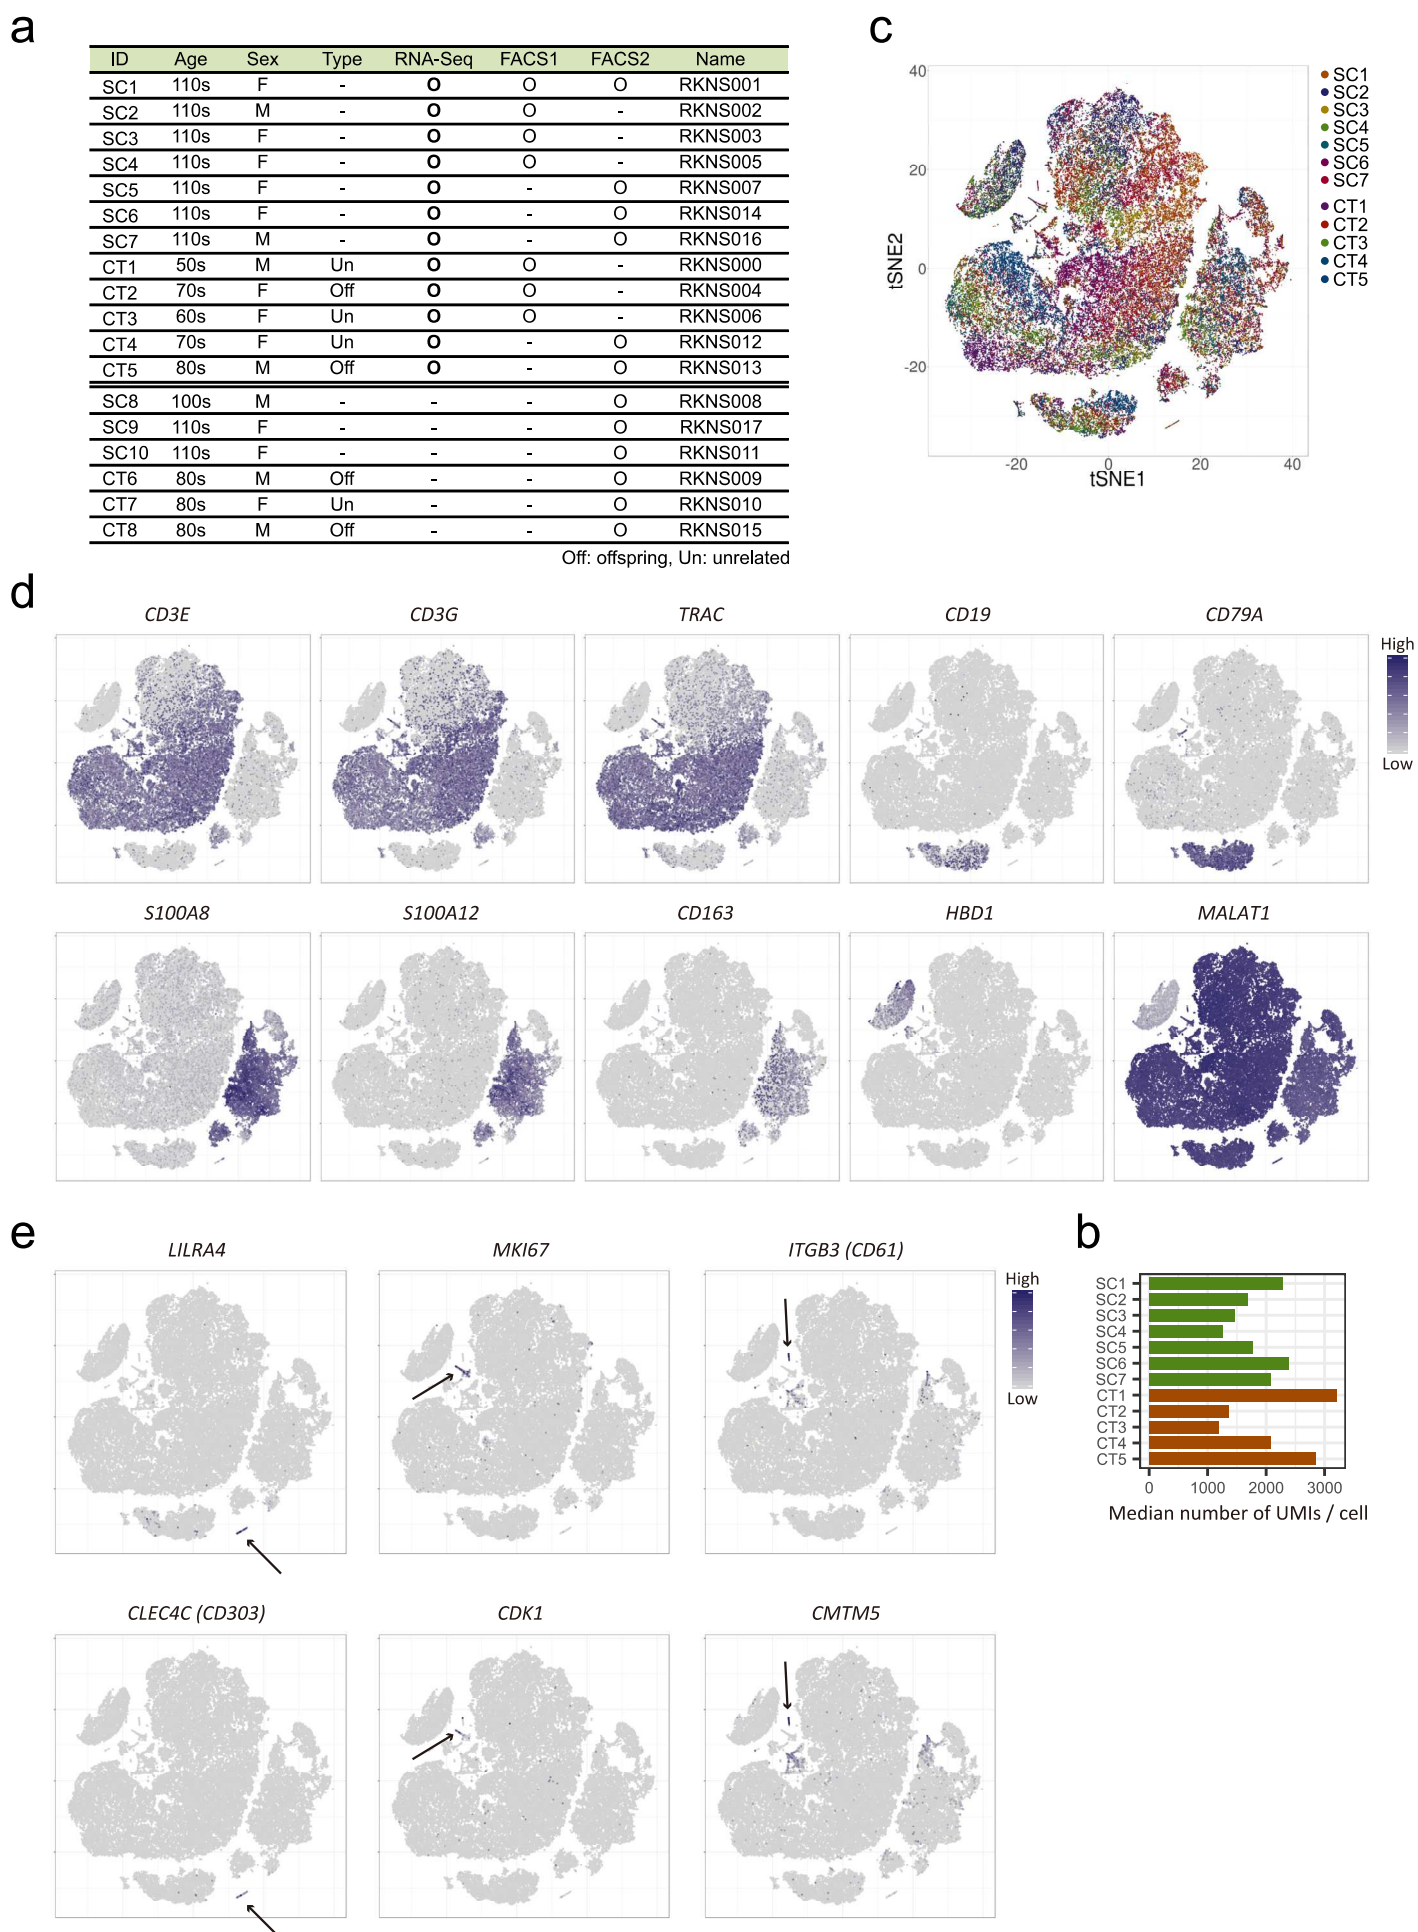 a
ID Age Sex Type RNA-Seq FACS1 FACS2 Name
SC1 110s F - O O O RKNS001
SC2 110s M - O O - RKNS002
SC3 110s F - O O - RKNS003
SC4 110s F - O O - RKNS005
SC5 110s F - O - O RKNS007
SC6 110s F - O - O RKNS014
SC7 110s M - O - O RKNS016
CT1 50s M Un O O - RKNS000
CT2 70s F Off O O - RKNS004
CT3 60s F Un O O - RKNS006
CT4 70s F Un O - O RKNS012
CT5 80s M Off O - O RKNS013
SC8 100s M - - - O RKNS008
SC9 110s F - - - O RKNS017
SC10 110s F - - - O RKNS011
CT6 80s M Off - - O RKNS009
CT7 80s F Un - - O RKNS010
CT8 80s M Off - - O RKNS015
Off: offspring, Un: unrelated
c
40
20
0
-20
tSNE2
-20 0 20 40
tSNE1
SC1
SC2
SC3
SC4
SC5
SC6
SC7
CT1
CT2
CT3
CT4
CT5
d
CD3E CD3G TRAC CD19 CD79A
High
Low
S100A8 S100A12 CD163 HBD1 MALAT1
e
LILRA4 MKI67 ITGB3 (CD61)
High
Low
CLEC4C (CD303) CDK1 CMTM5
b
SC1
SC2
SC3
SC4
SC5
SC6
SC7
CT1
CT2
CT3
CT4
CT5
0 1000 2000 3000
Median number of UMIs / cell